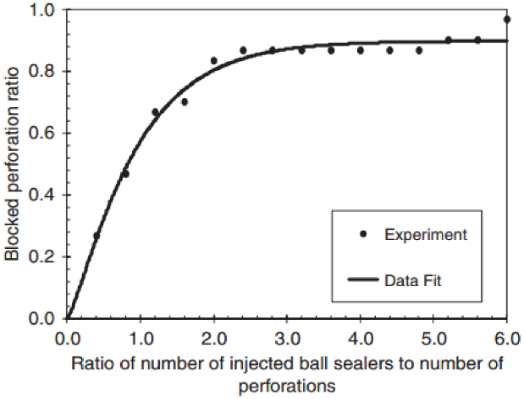 1.0
0.8
0.6
0.4
0.2
0.0
Blocked perforation ratio
Experiment
Data Fit
0.0 1.0 2.0 3.0 4.0 5.0 6.0
Ratio of number of injected ball sealers to number of
perforations